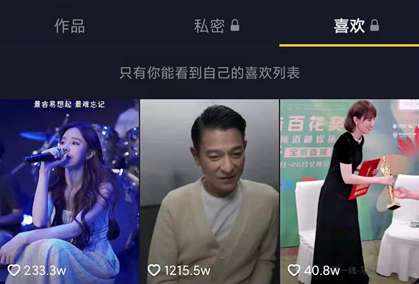 作品
私密
喜欢
只有你能看到自己的喜欢列表
最容易想起 最难忘记
百花奖
233.3w
1215.5w
40.8w